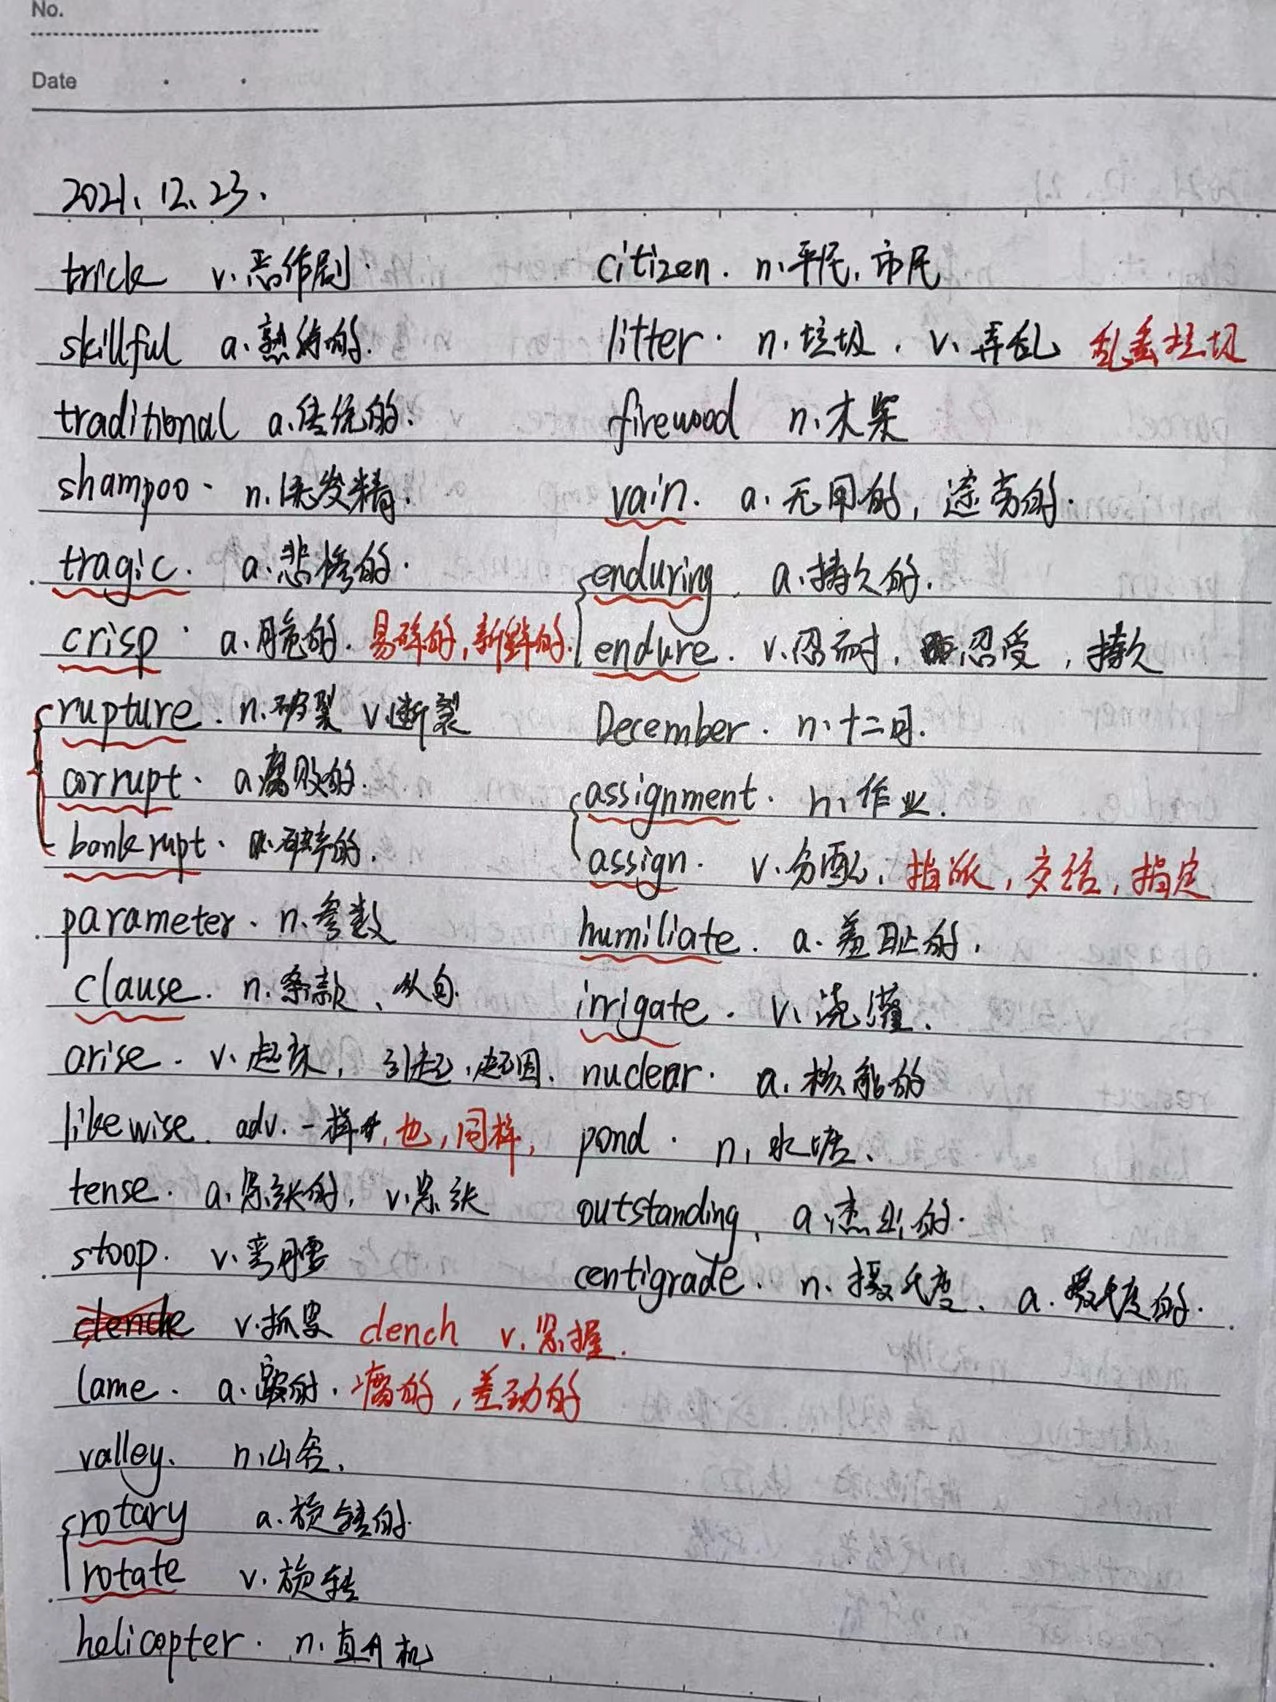 No.
Date
2021.12.23.
trick v.恶作剧.
skillful a.熟练的.
traditional a.传统的.
shampoo. n.洗发精.
tragic. a.悲惨的.
crisp. a.脆的.易碎的,新鲜的.
rupture. n.破裂 v.断裂
corrupt. a.腐败的.
bankrupt. a.破碎的.
parameter. n.参数
clause. n.条款、从句.
arise. v.起床, 引起,起因.
likewise. adv.一样,也,同样,
tense. a.紧张的, v.紧张
stoop. v.弯腰
clenche v.抓紧 clench v.紧握.
lame. a.跛的.瘸的,差劲的
valley. n.山谷.
rotary a.旋转的.
rotate v.旋转
helicopter. n.直升机
citizen. n.平民,市民
litter. n.垃圾, v.弄乱 乱丢垃圾
firewood n.木柴
vain. a.无用的,徒劳的.
enduring. a.持久的.
endure. v.忍耐,忍受,持久
December. n.十二月.
assignment. n.作业.
assign. v.分配,指派,交给,指定
humiliate. a.羞耻的.
irrigate. v.浇灌.
nuclear. a.核能的
pond. n.水塘.
outstanding. a.杰出的.
centigrade. n.摄氏度、a.摄氏度的.